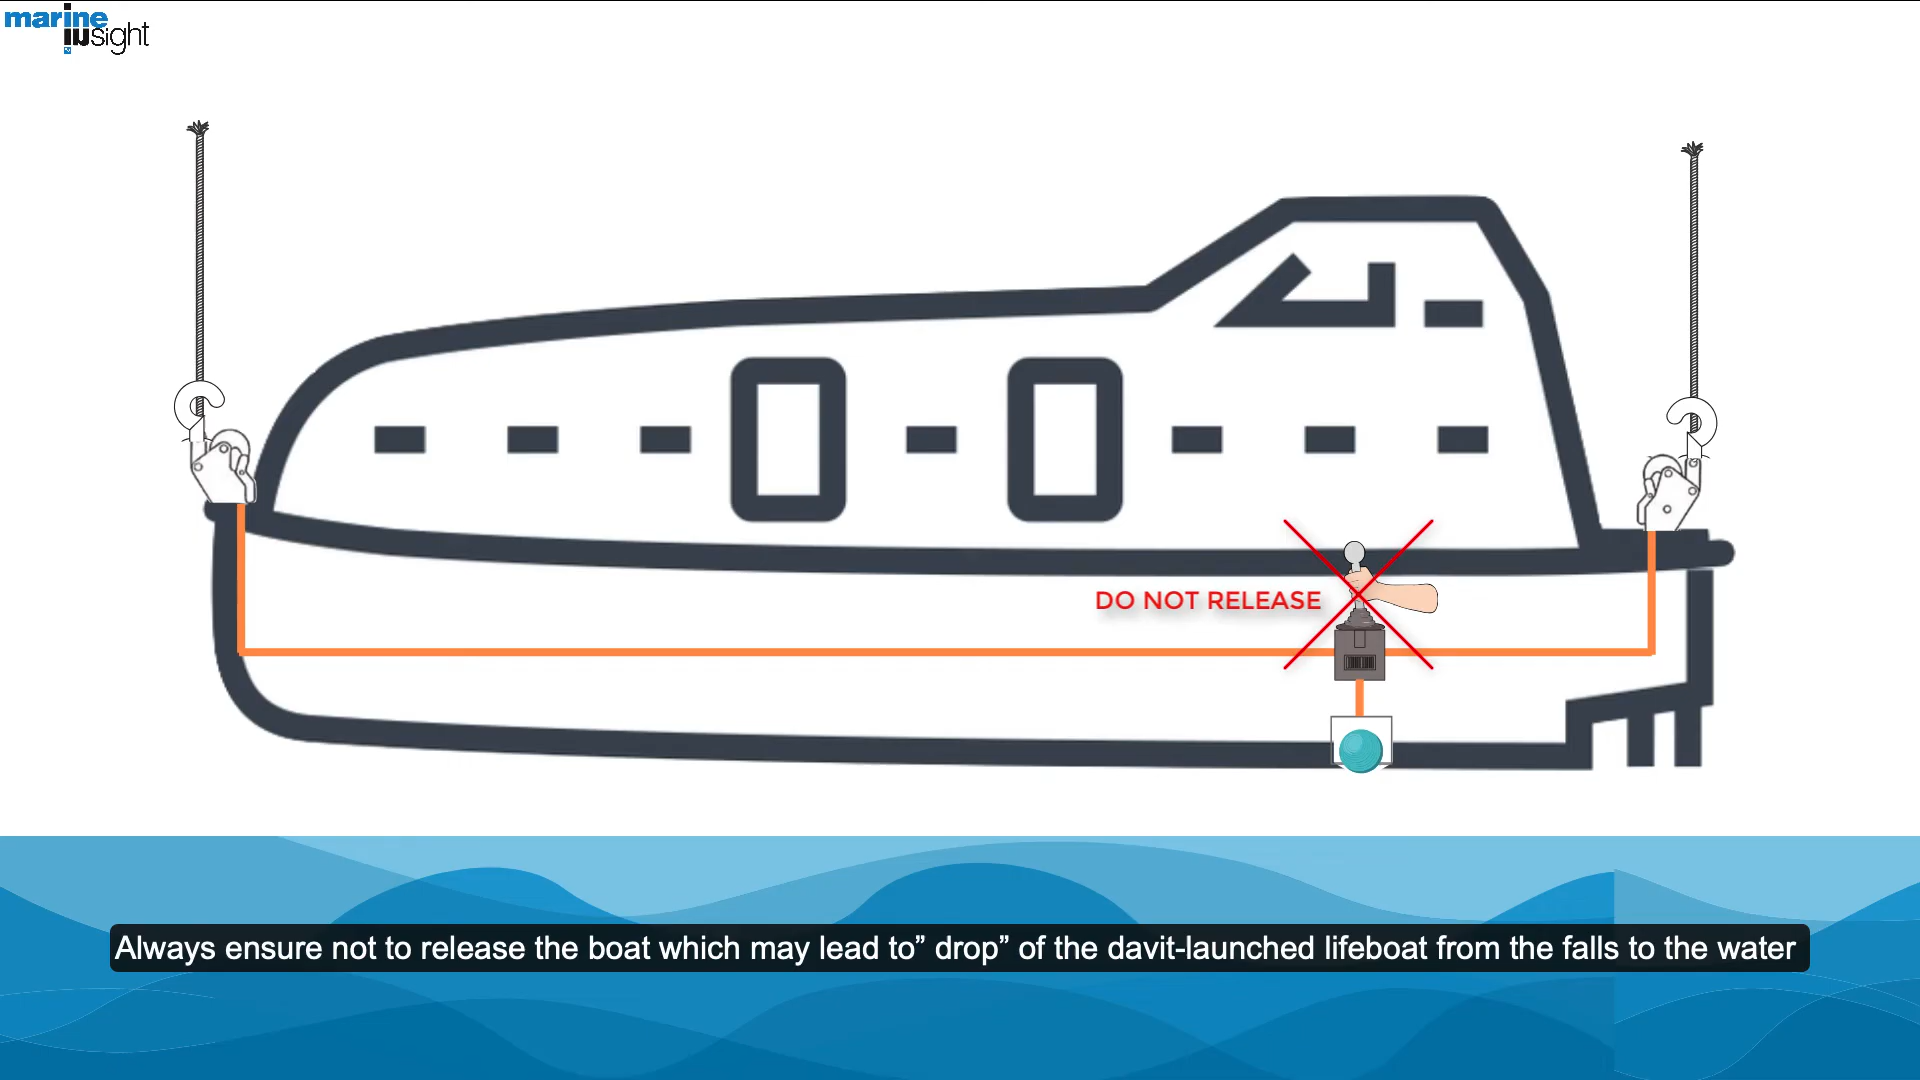 marine
insight
DO NOT RELEASE
Always ensure not to release the boat which may lead to” drop” of the davit-launched lifeboat from the falls to the water